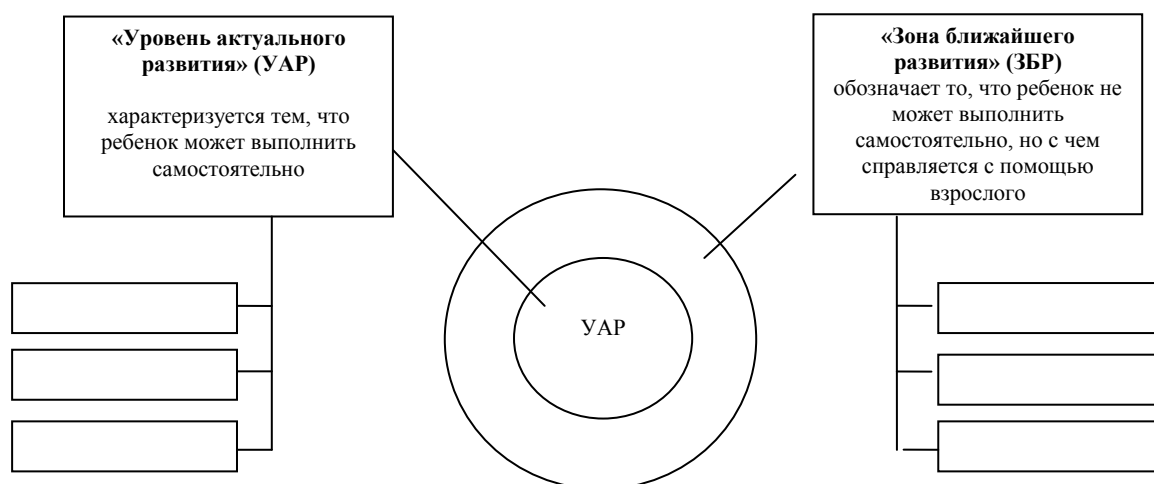 «Уровень актуального
развития» (УАР)
характеризуется тем, что
ребенок может выполнить
самостоятельно
«Зона ближайшего
развития» (ЗБР)
обозначает то, что ребенок не
может выполнить
самостоятельно, но с чем
справляется с помощью
взрослого
УАР